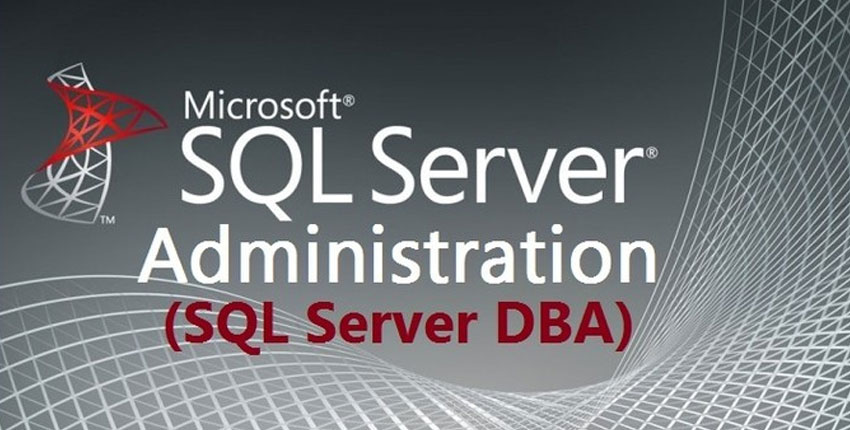 Microsoft®
SQL Server®
™
Administration
(SQL Server DBA)